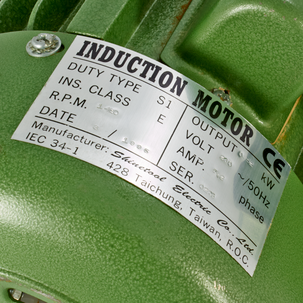 INDUCTION MOTOR CE
DUTY TYPE S1 OUTPUT kW
INS. CLASS E VOLT ~/50Hz
R.P.M. AMP. phase
DATE / SER.
Manufacturer: Shinetool Electric Co., Ltd.
IEC 34-1 428 Taichung, Taiwan, R.O.C